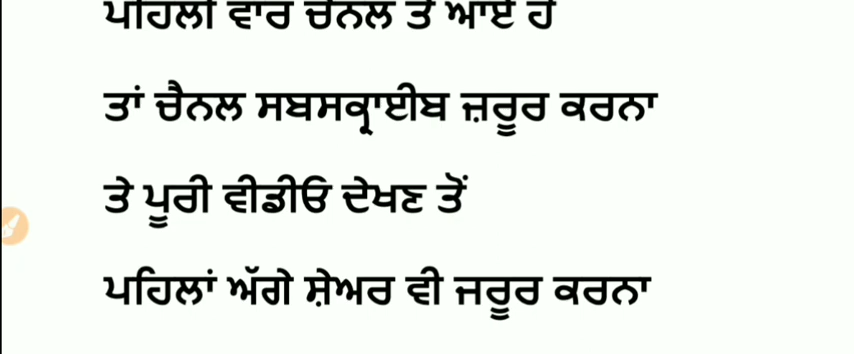 ਪਹਿਲੀ ਵਾਰ ਚੈਨਲ ਤੇ ਆਏ ਹੋ
ਤਾਂ ਚੈਨਲ ਸਬਸਕ੍ਰਾਈਬ ਜ਼ਰੂਰ ਕਰਨਾ
ਤੇ ਪੂਰੀ ਵੀਡੀਓ ਦੇਖਣ ਤੋਂ
ਪਹਿਲਾਂ ਅੱਗੇ ਸ਼ੇਅਰ ਵੀ ਜਰੂਰ ਕਰਨਾ